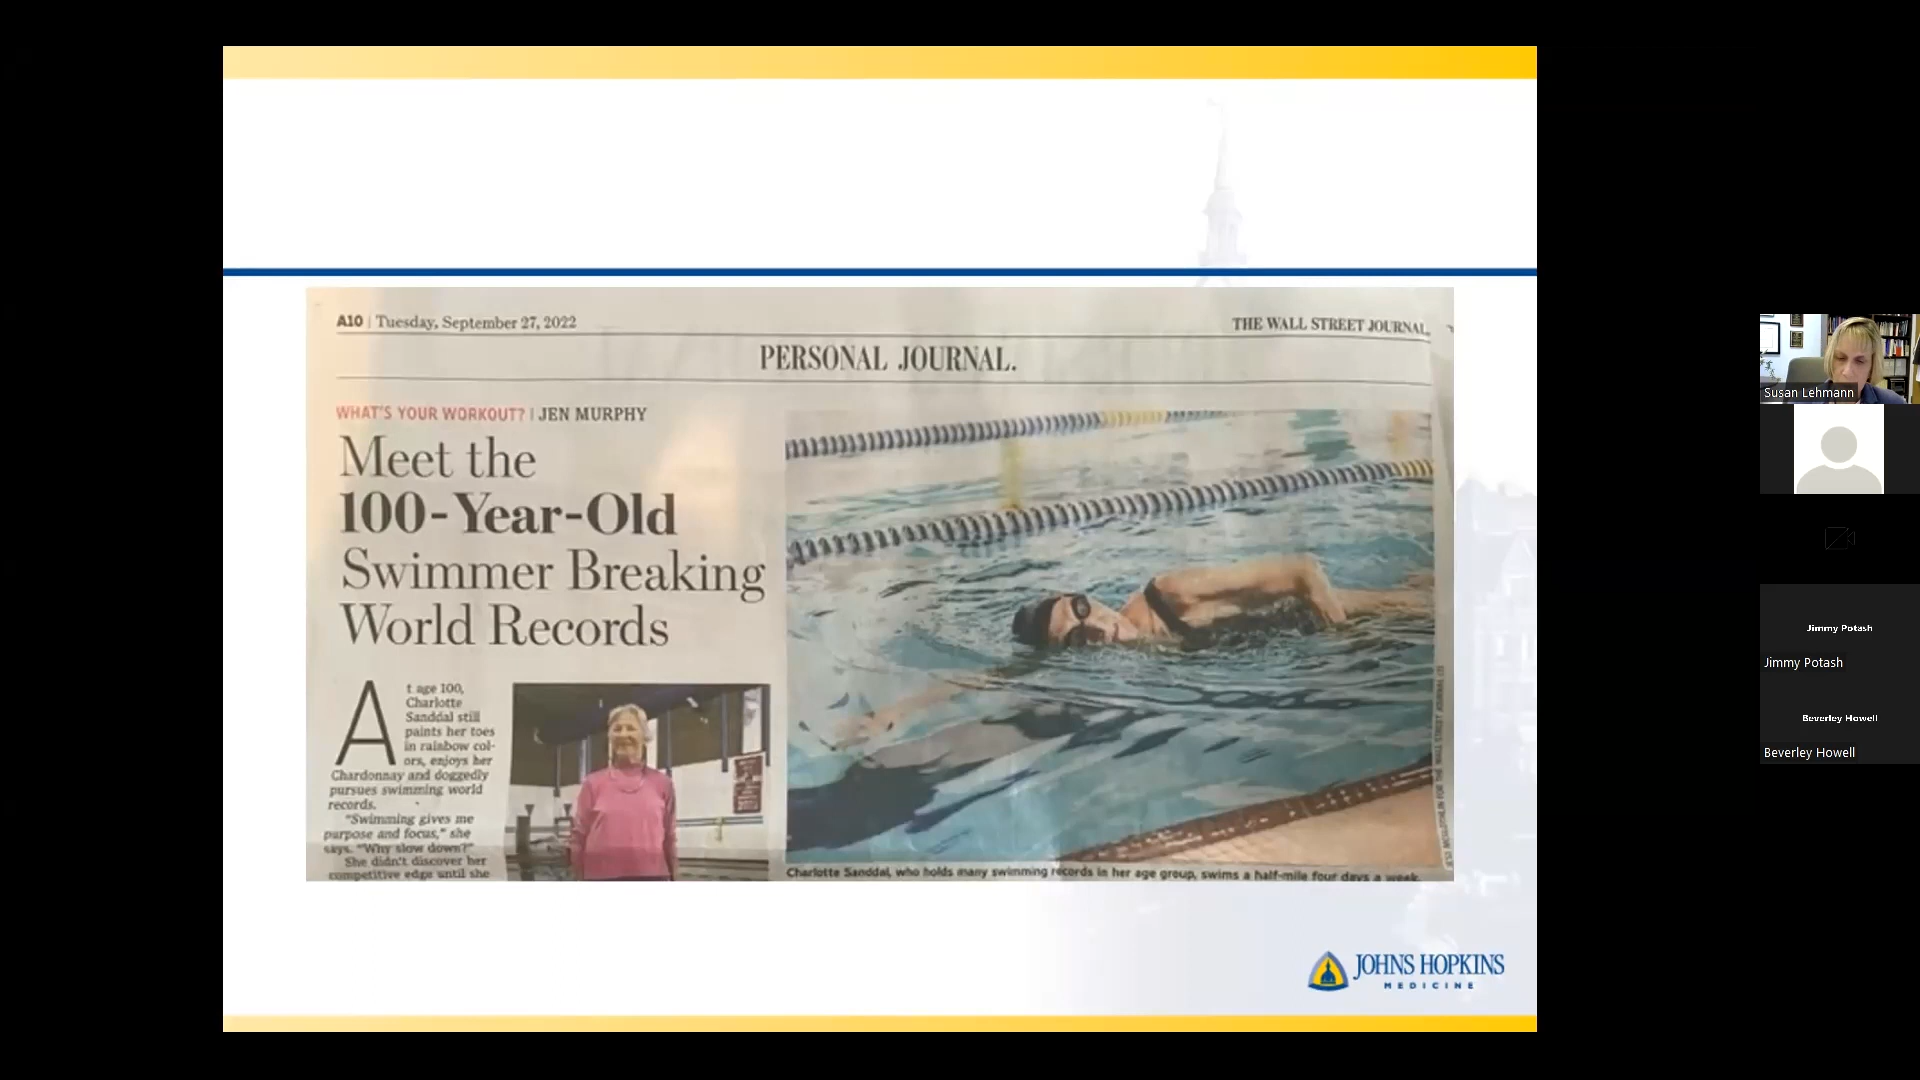 A10 | Tuesday, September 27, 2022
THE WALL STREET JOURNAL.
PERSONAL JOURNAL.
WHAT'S YOUR WORKOUT? | JEN MURPHY
Meet the
100-Year-Old
Swimmer Breaking
World Records
At age 100,
Charlotte
Sanddal still
paints her toes
in rainbow col-
ors, enjoys her
Chardonnay and doggedly
pursues swimming world
records.
"Swimming gives me
purpose and focus," she
says. "Why slow down?"
She didn't discover her
competitive edge until she
Charlotte Sanddal, who holds many swimming records in her age group, swims a half-mile four days a week.
JOHNS HOPKINS
MEDICINE
Susan Lehmann
Jimmy Potash
Jimmy Potash
Beverley Howell
Beverley Howell